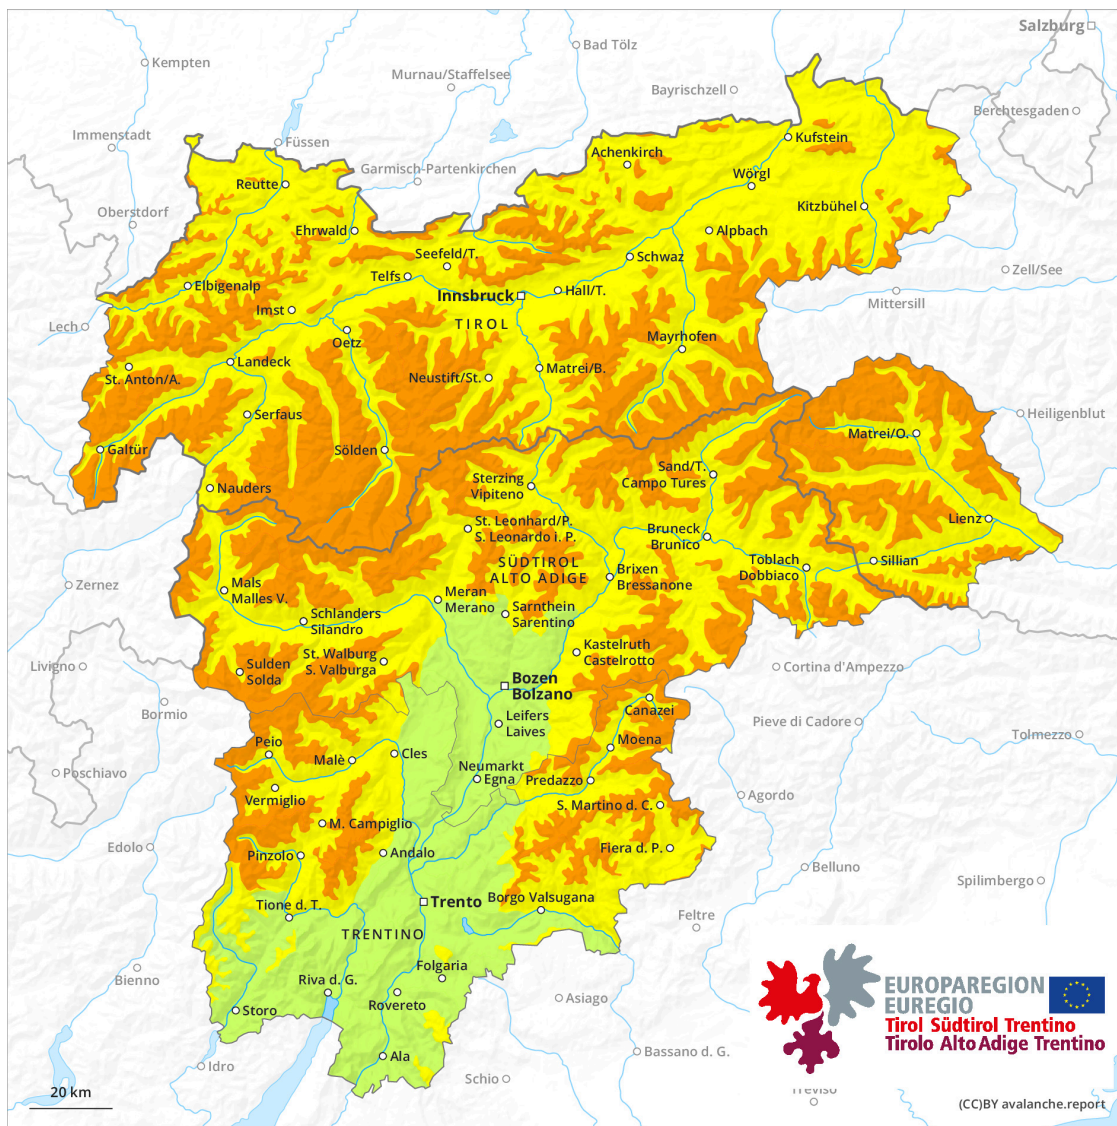 Salzburg
Bad Tölz
Kempten
Murnau/Staffelsee
Bayrischzell
Berchtesgaden
Immenstadt
Füssen
Kufstein
Achenkirch
Garmisch-Partenkirchen
Wörgl
Reutte
Kitzbühel
Oberstdorf
Ehrwald
Alpbach
Seefeld/T.
Schwaz
Zell/See
Telfs
Elbigenalp
Hall/T.
Innsbruck
Mittersill
Imst
Lech
TIROL
Oetz
Mayrhofen
Landeck
Matrei/B.
St. Anton/A.
Neustift/St.
Serfaus
Heiligenblut
Matrei/O.
Galtür
Sölden
Sand/T.
Campo Tures
Sterzing
Vipiteno
Nauders
Lienz
St. Leonhard/P.
S. Leonardo i. P.
Bruneck
Brunico
SÜDTIROL
ALTO ADIGE
Toblach
Dobbiaco
Sillian
Brixen
Bressanone
Zernez
Mals
Malles V.
Meran
Merano
Sarnthein
Sarentino
Schlanders
Silandro
Kastelruth
Castelrotto
St. Walburg
S. Valburga
Livigno
Sulden
Solda
Cortina d'Ampezzo
Bozen
Bolzano
Bormio
Canazei
Leifers
Laives
Pieve di Cadore
Tolmezzo
Peio
Moena
Cles
Malè
Poschiavo
Neumarkt
Egna
Predazzo
Vermiglio
Agordo
S. Martino d. C.
M. Campiglio
Edolo
Fiera d. P.
Pinzolo
Andalo
Belluno
Spilimbergo
Borgo Valsugana
Trento
Tione d. T.
Feltre
TRENTINO
Folgaria
Bienno
Riva d. G.
Rovereto
Asiago
Storo
EUROPAREGION
EUREGIO
Tirol Südtirol Trentino
Tirolo Alto Adige Trentino
Ala
Bassano d. G.
Idro
Schio
Treviso
20 km
(CC)BY avalanche.report